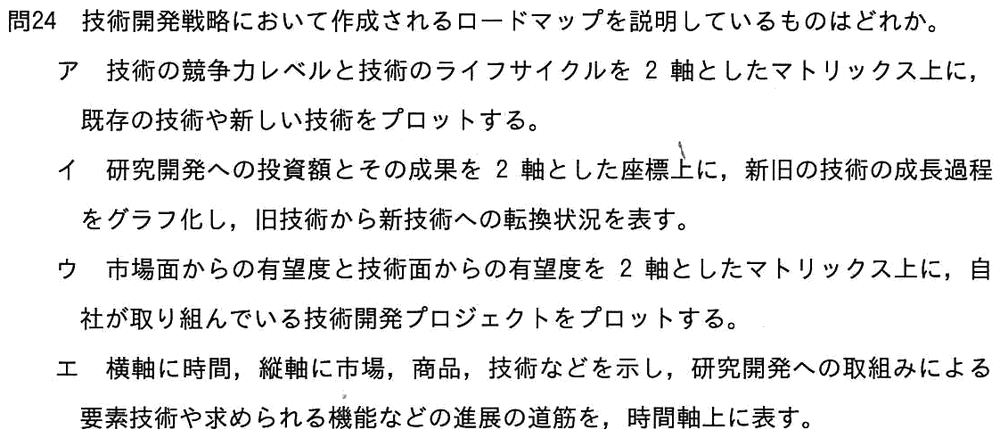 問24　技術開発戦略において作成されるロードマップを説明しているものはどれか。
ア　技術の競争力レベルと技術のライフサイクルを 2 軸としたマトリックス上に，
既存の技術や新しい技術をプロットする。
イ　研究開発への投資額とその成果を 2 軸とした座標上に，新旧の技術の成長過程
をグラフ化し，旧技術から新技術への転換状況を表す。
ウ　市場面からの有望度と技術面からの有望度を 2 軸としたマトリックス上に，自
社が取り組んでいる技術開発プロジェクトをプロットする。
エ　横軸に時間，縦軸に市場，商品，技術などを示し，研究開発への取組みによる
要素技術や求められる機能などの進展の道筋を，時間軸上に表す。